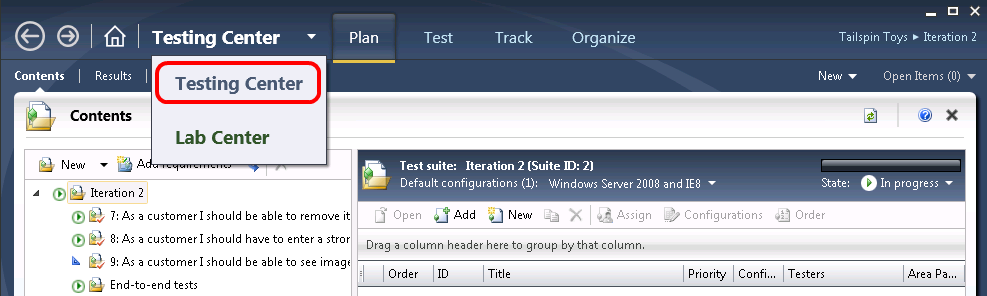 Testing Center Plan Test Track Organize Tailspin Toys ▸ Iteration 2
Contents Results New Open Items (0)
Testing Center
Lab Center
Contents
New Add requirements
Test suite: Iteration 2 (Suite ID: 2)
Default configurations (1): Windows Server 2008 and IE8 State: In progress
Iteration 2
7: As a customer I should be able to remove it
8: As a customer I should have to enter a stron
9: As a customer I should be able to see image
End-to-end tests
Open Add New Assign Configurations Order
Drag a column header here to group by that column.
Order ID Title Priority Confi... Testers Area Pa...